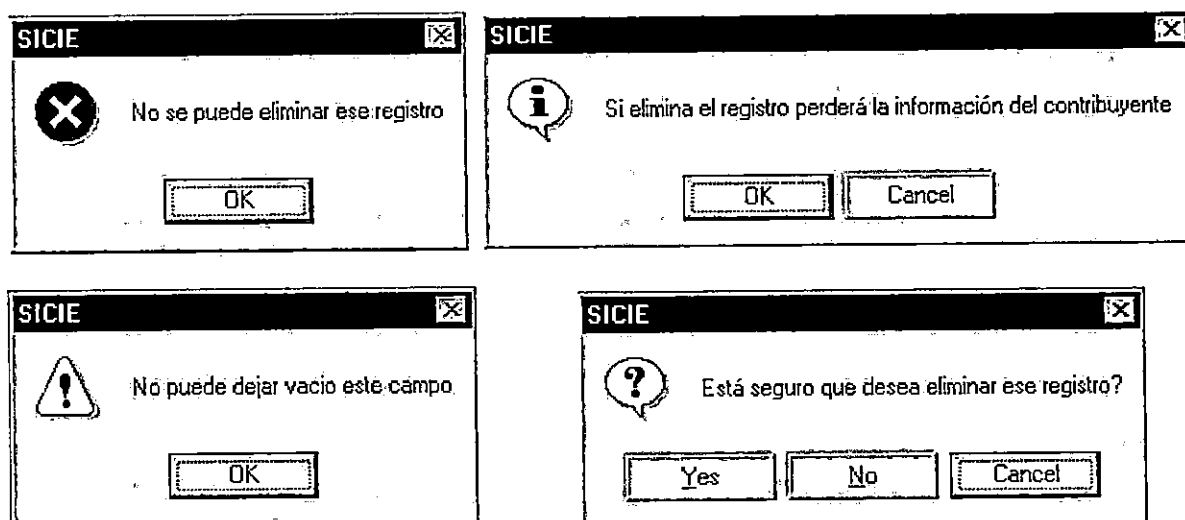 SICIE
No se puede eliminar ese registro
OK
SICIE
Si elimina el registro perderá la información del contribuyente
OK
Cancel
SICIE
No puede dejar vacio este campo
OK
SICIE
Está seguro que desea eliminar ese registro?
Yes
No
Cancel